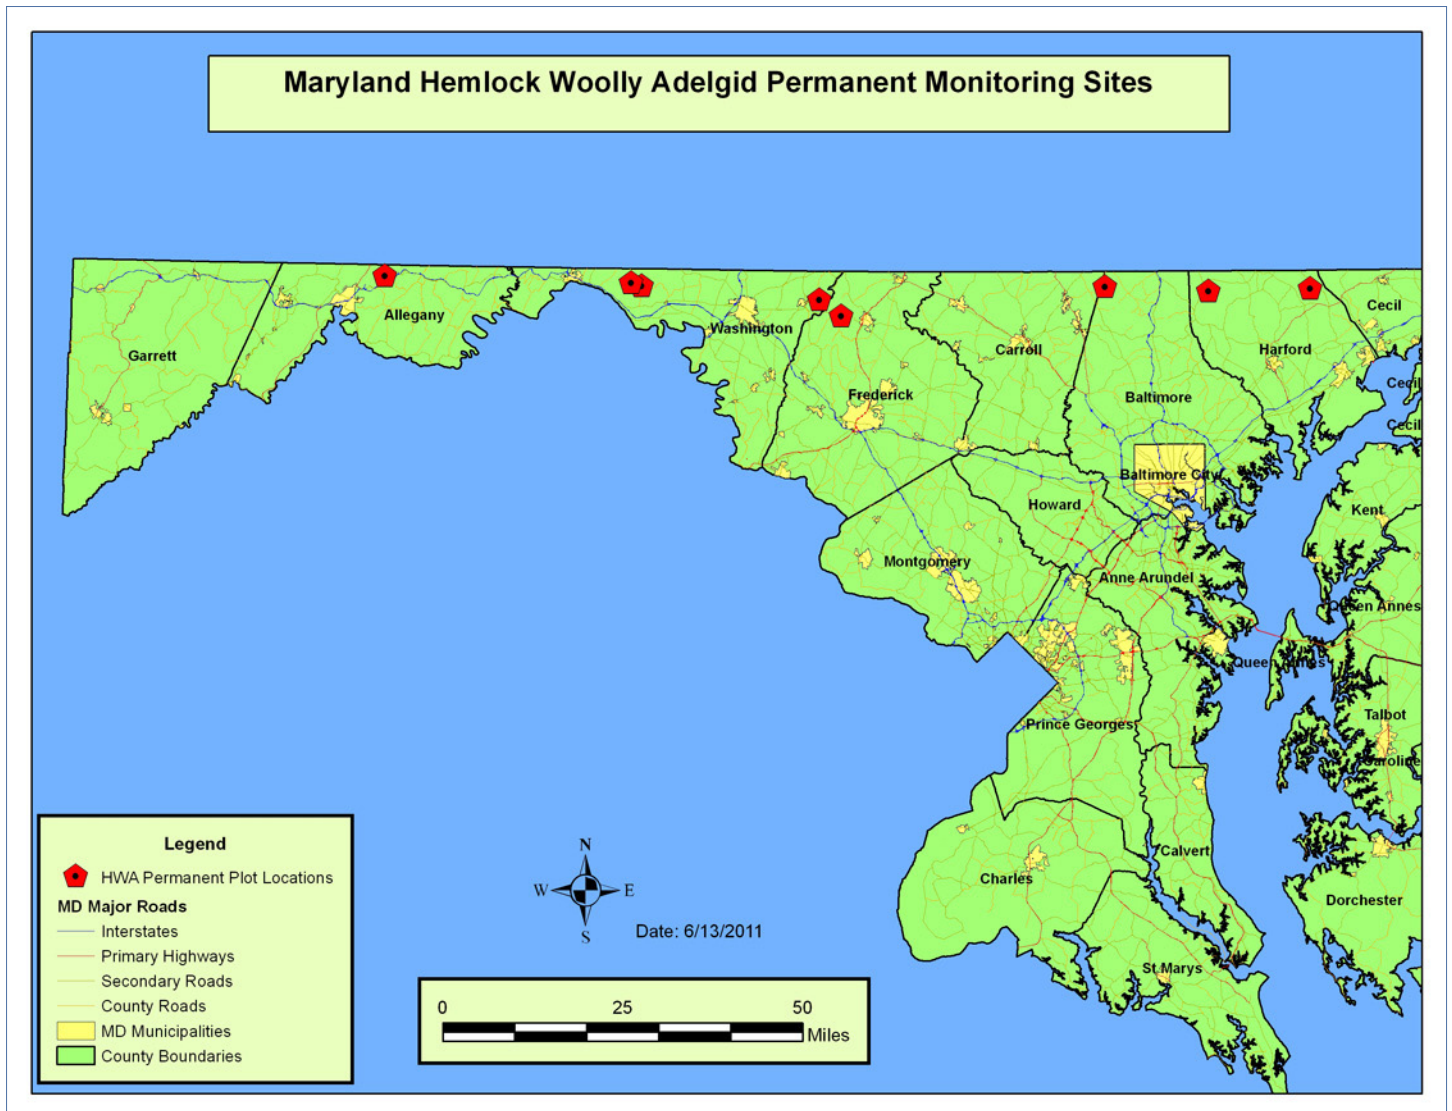 Maryland Hemlock Woolly Adelgid Permanent Monitoring Sites
Garrett
Allegany
Washington
Frederick
Carroll
Baltimore
Harford
Cecil
Cecil
Cecil
Baltimore City
Howard
Kent
Montgomery
Anne Arundel
Queen Annes
Queen Annes
Prince Georges
Talbot
Caroline
Calvert
Charles
Dorchester
St Marys
Legend
HWA Permanent Plot Locations
MD Major Roads
Interstates
Primary Highways
Secondary Roads
County Roads
MD Municipalities
County Boundaries
N
W E
S
Date: 6/13/2011
0 25 50
Miles